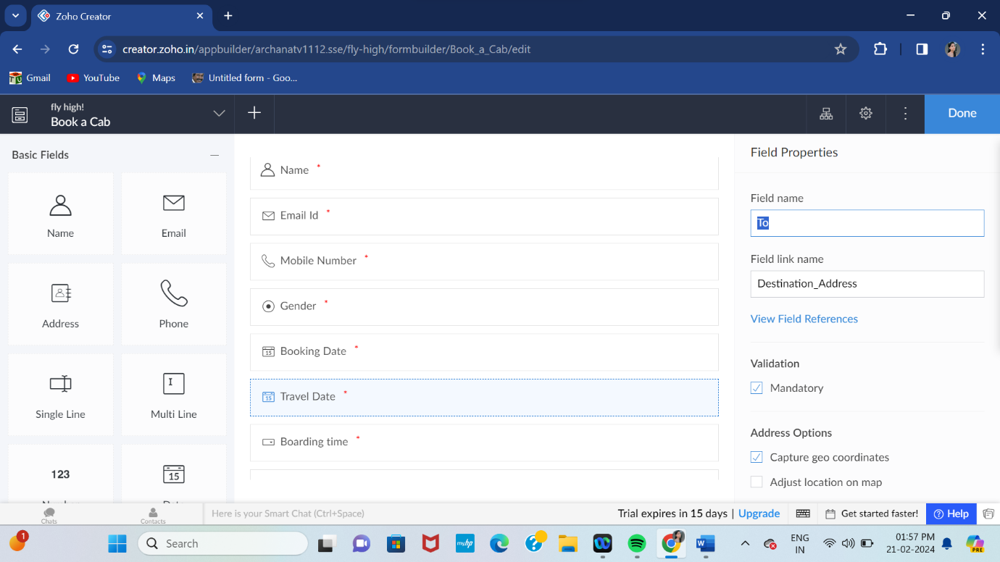 Zoho Creator
creator.zoho.in/appbuilder/archanatv1112.sse/fly-high/formbuilder/Book_a_Cab/edit
Gmail
YouTube
Maps
Untitled form - Goo...
fly high!
Book a Cab
Done
Basic Fields
Name
Email
Address
Phone
Single Line
Multi Line
123
15
Name *
Email Id *
Mobile Number *
Gender *
15 Booking Date *
15 Travel Date *
Boarding time *
Field Properties
Field name
To
Field link name
Destination_Address
View Field References
Validation
Mandatory
Address Options
Capture geo coordinates
Adjust location on map
Chats
Contacts
Here is your Smart Chat (Ctrl+Space)
Trial expires in 15 days | Upgrade
Get started faster!
? Help
1
Search
myhp
W
PRE
ENG
IN
01:57 PM
21-02-2024